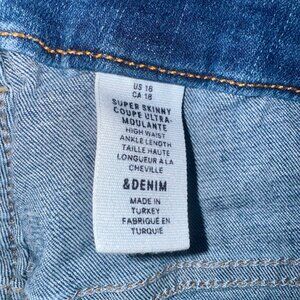 US 16
CA 16
SUPER SKINNY
COUPE ULTRA-
MOULANTE
HIGH WAIST
ANKLE LENGTH
TAILLE HAUTE
LONGUEUR À LA
CHEVILLE
&DENIM
MADE IN
TURKEY
FABRIQUÉ EN
TURQUIE